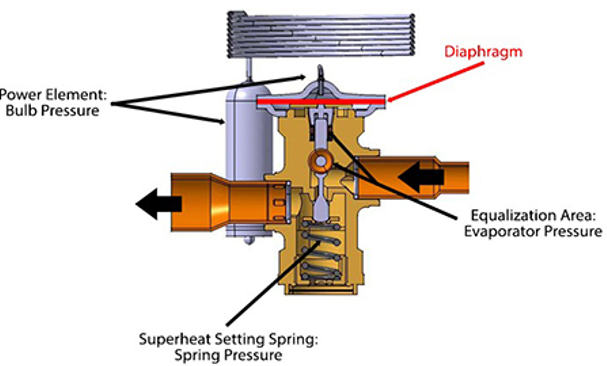 Diaphragm
Power Element:
Bulb Pressure
Equalization Area:
Evaporator Pressure
Superheat Setting Spring:
Spring Pressure